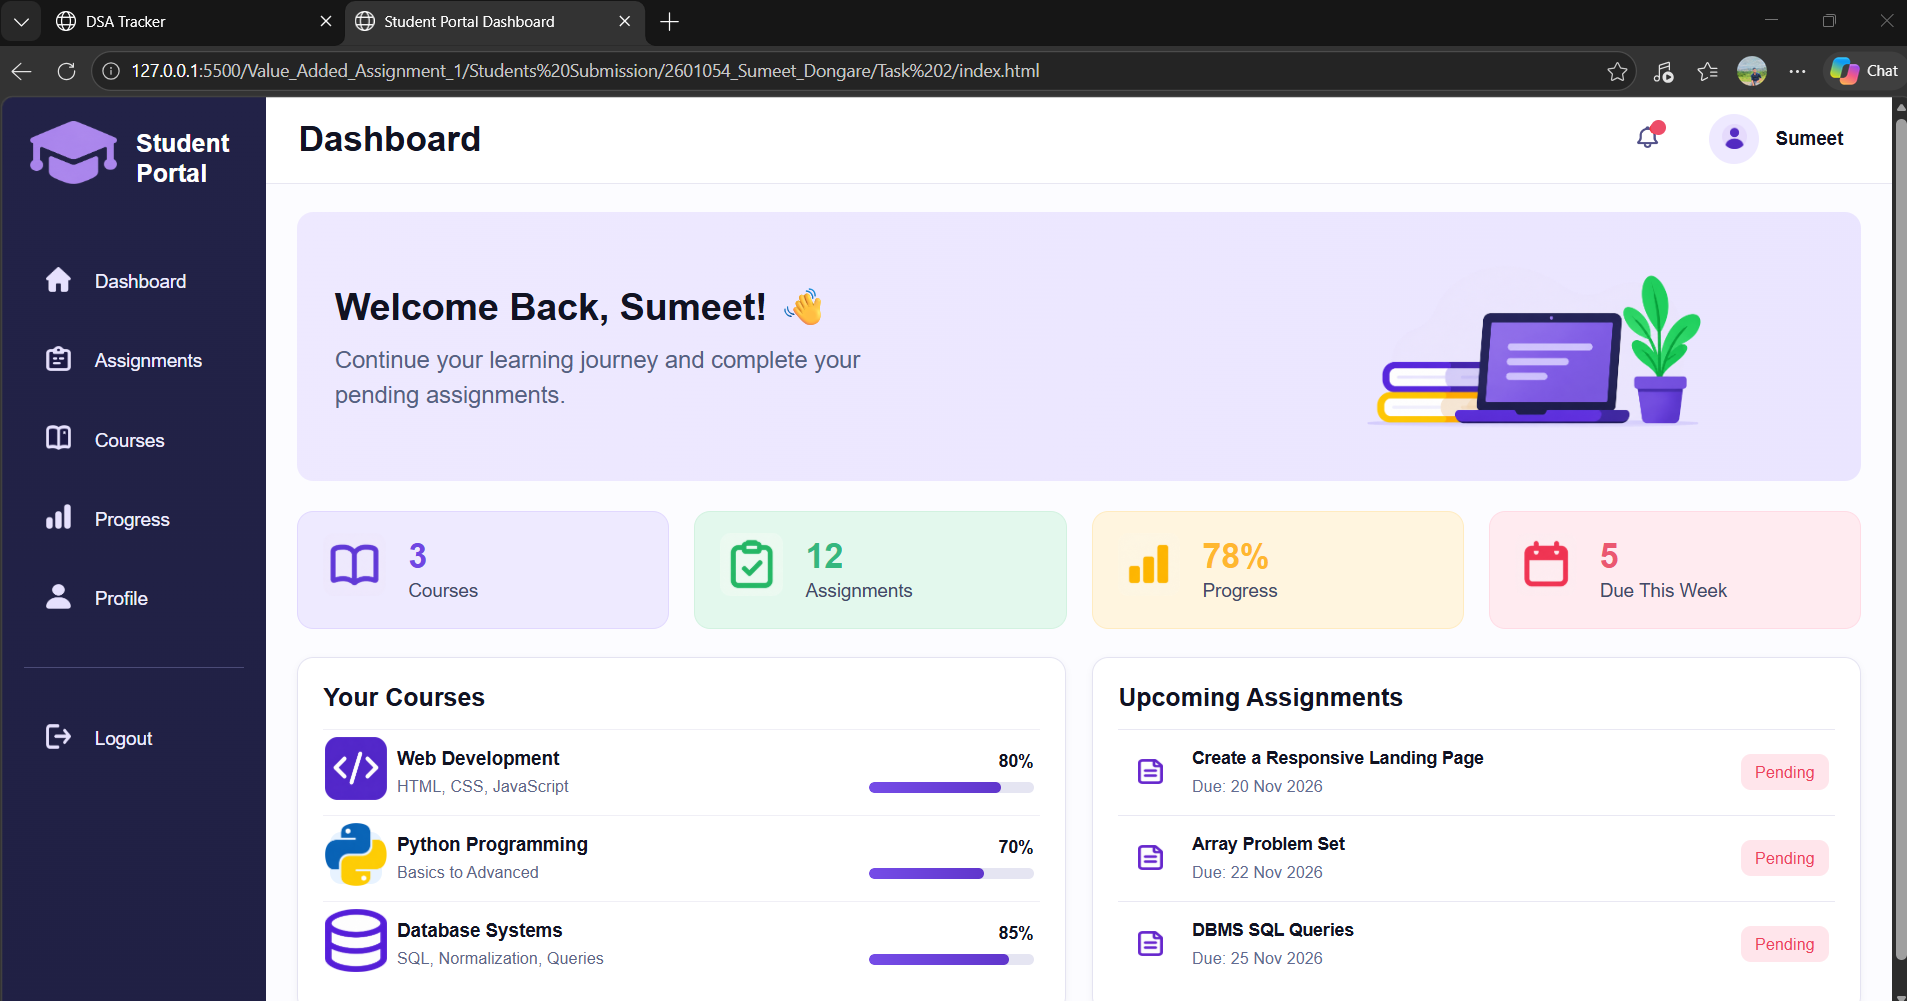 DSA Tracker
Student Portal Dashboard
127.0.0.1:5500/Value_Added_Assignment_1/Students%20Submission/2601054_Sumeet_Dongare/Task%202/index.html
Chat
Student
Portal
Dashboard
Assignments
Courses
Progress
Profile
Logout
Dashboard
Sumeet
Welcome Back, Sumeet! 👋
Continue your learning journey and complete your
pending assignments.
3
Courses
12
Assignments
78%
Progress
5
Due This Week
Your Courses
Web Development
HTML, CSS, JavaScript
80%
Python Programming
Basics to Advanced
70%
Database Systems
SQL, Normalization, Queries
85%
Upcoming Assignments
Create a Responsive Landing Page
Due: 20 Nov 2026
Pending
Array Problem Set
Due: 22 Nov 2026
Pending
DBMS SQL Queries
Due: 25 Nov 2026
Pending